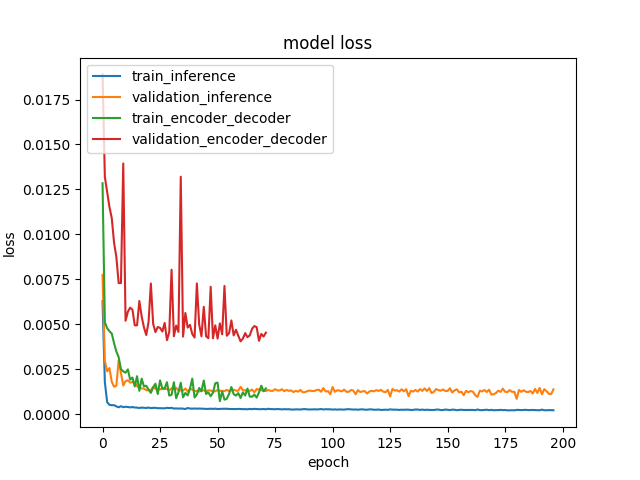 model loss
train_inference
validation_inference
train_encoder_decoder
validation_encoder_decoder
loss
0.0175
0.0150
0.0125
0.0100
0.0075
0.0050
0.0025
0.0000
0 25 50 75 100 125 150 175 200
epoch